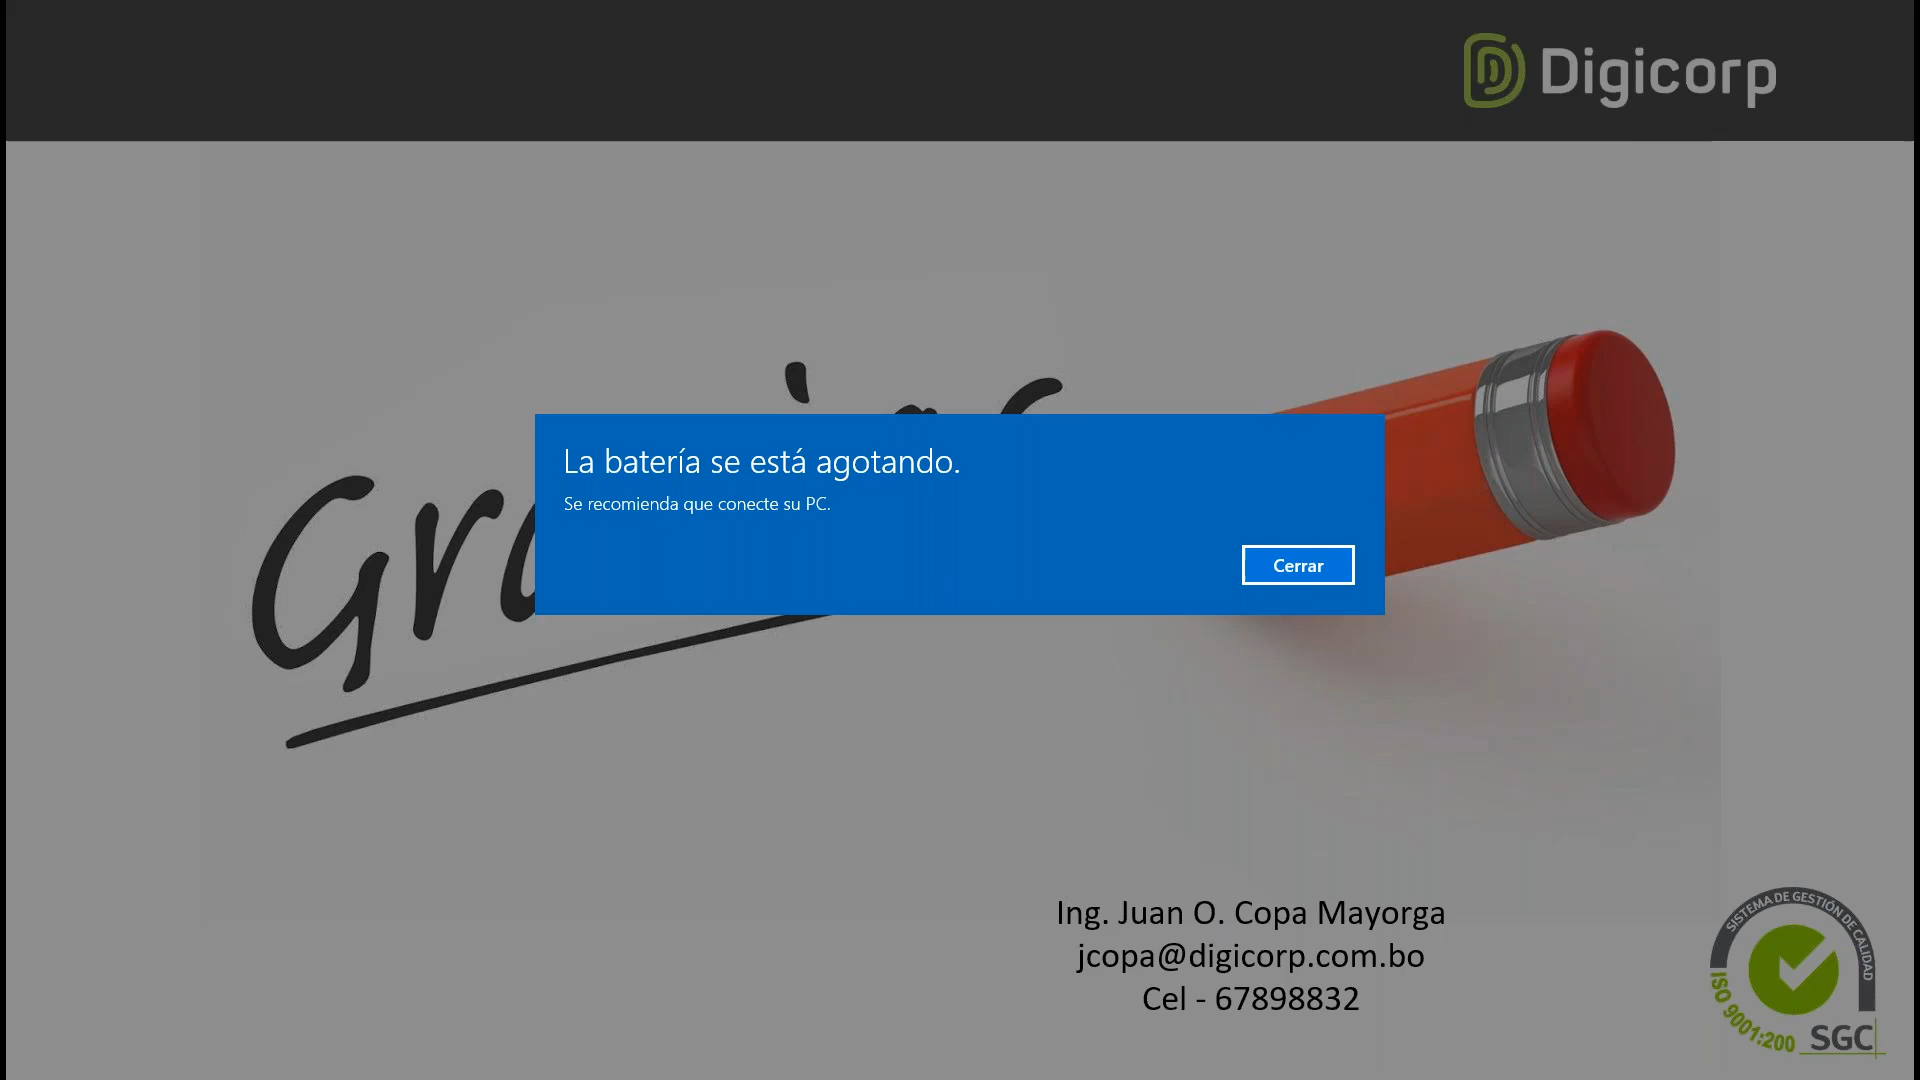 Digicorp
La batería se está agotando.
Se recomienda que conecte su PC.
Cerrar
Ing. Juan O. Copa Mayorga
jcopa@digicorp.com.bo
Cel - 67898832
SISTEMA DE GESTIÓN DE CALIDAD
ISO 9001:200
SGC